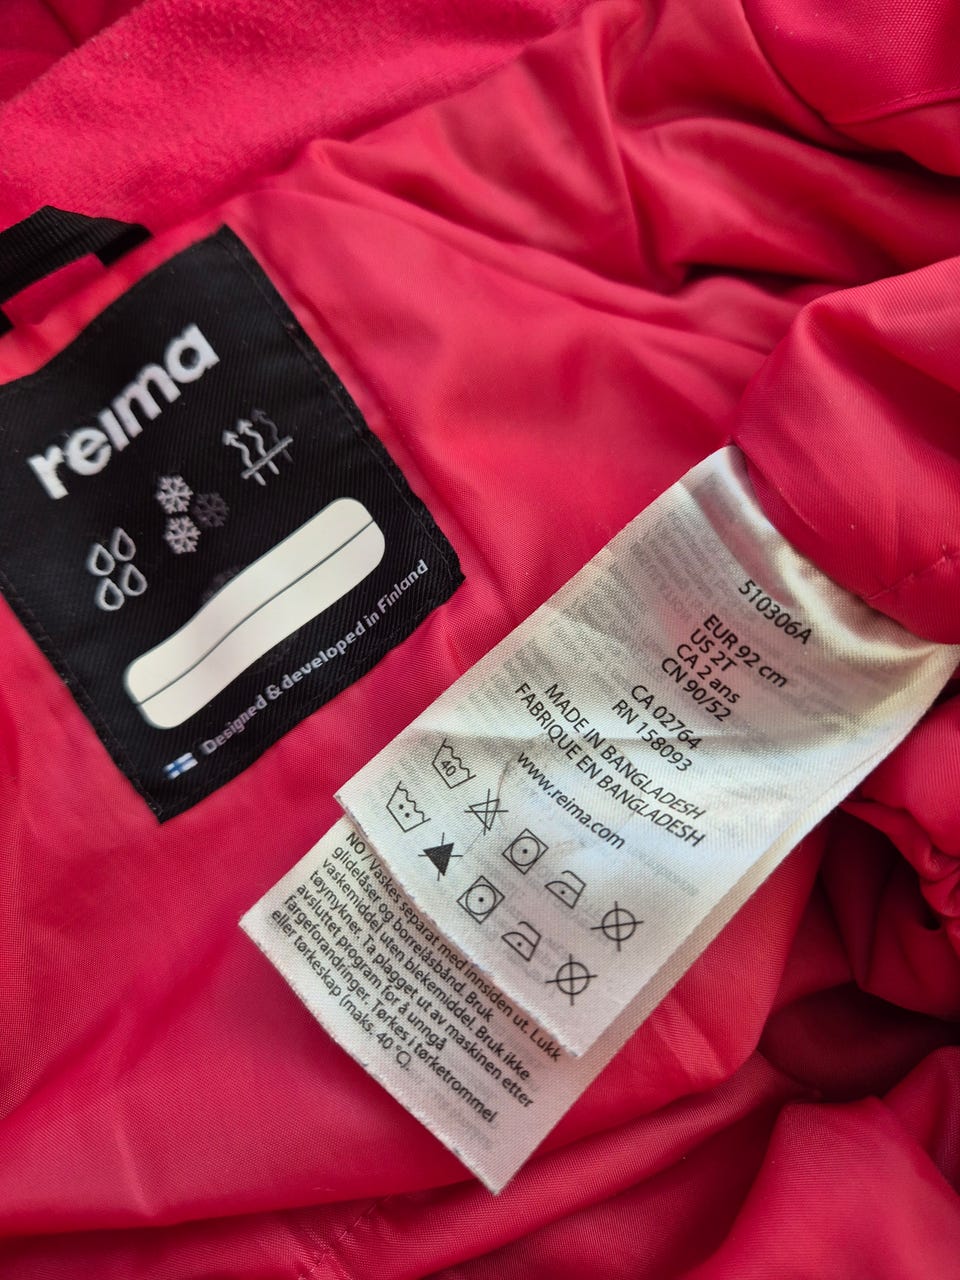 reima
Designed & developed in Finland
510306A
EUR 92 cm
US 2T
CA 2 ans
CN 90/52
CA 02764
RN 158093
MADE IN BANGLADESH
FABRIQUE EN BANGLADESH
www.reima.com
40
NO / Vaskes separat med innsiden ut. Lukk
glidelåser og borrelåsbånd. Bruk
vaskemiddel uten blekemiddel. Bruk ikke
tøymykner. Ta plagget ut av maskinen etter
avsluttet program for å unngå
fargeforandringer. Tørkes i tørketrommel
eller tørkeskap (maks. 40 °C).